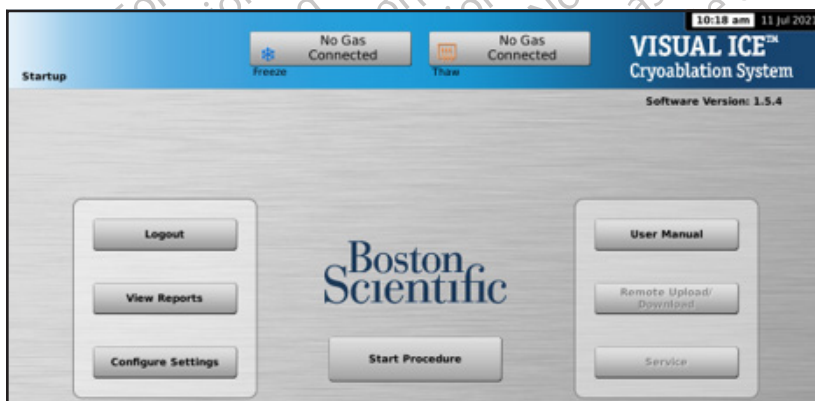 10:18 am 11 Jul 2021
No Gas
Connected
Freeze
No Gas
Connected
Thaw
VISUAL ICE™
Cryoablation System
Startup
Software Version: 1.5.4
Logout
View Reports
Configure Settings
Boston
Scientific
Start Procedure
User Manual
Remote Upload/
Download
Service